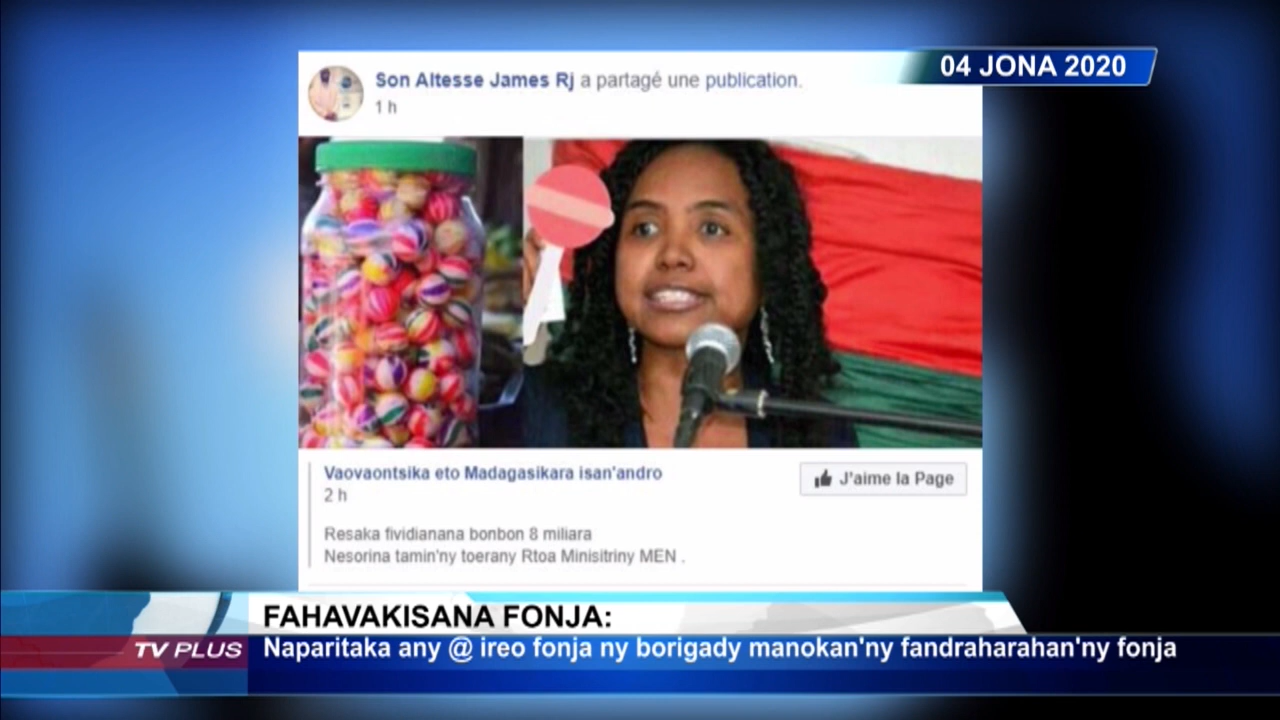 04 JONA 2020
Son Altesse James Rj a partagé une publication.
1 h
Vaovaontsika eto Madagasikara isan'andro
2 h
J'aime la Page
Resaka fividianana bonbon 8 miliara
Nesorina tamin'ny toerany Rtoa Minisitriny MEN .
FAHAVAKISANA FONJA:
TV PLUS
Naparitaka any @ ireo fonja ny borigady manokan'ny fandraharahan'ny fonja